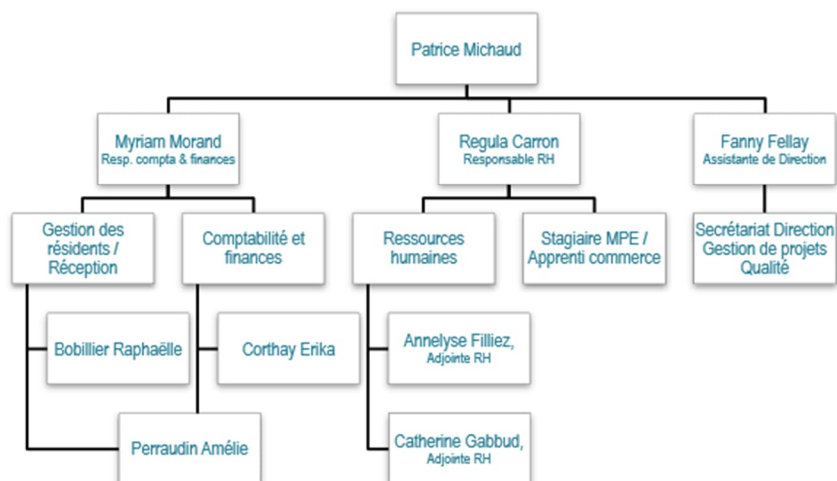 Patrice Michaud
Myriam Morand
Resp. compta & finances
Regula Carron
Responsable RH
Fanny Fellay
Assistante de Direction
Gestion des
résidents /
Réception
Comptabilité et
finances
Ressources
humaines
Stagiaire MPE /
Apprenti commerce
Secrétariat Direction
Gestion de projets
Qualité
Bobillier Raphaëlle
Corthay Erika
Annelyse Filliez,
Adjointe RH
Perraudin Amélie
Catherine Gabbud,
Adjointe RH